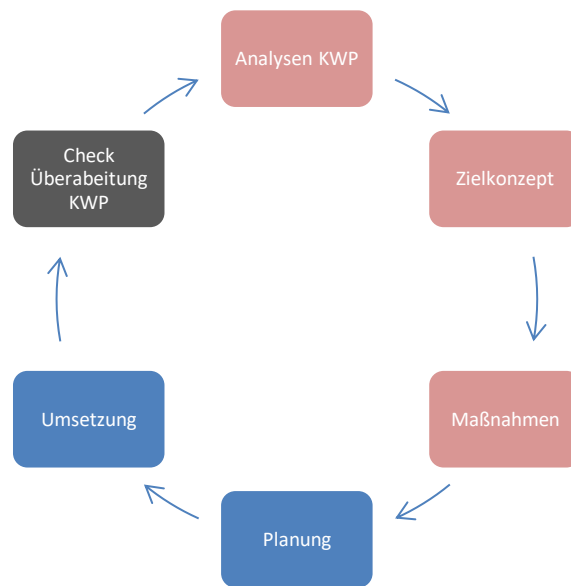 Analysen KWP
Zielkonzept
Maßnahmen
Planung
Umsetzung
Check
Überabeitung
KWP